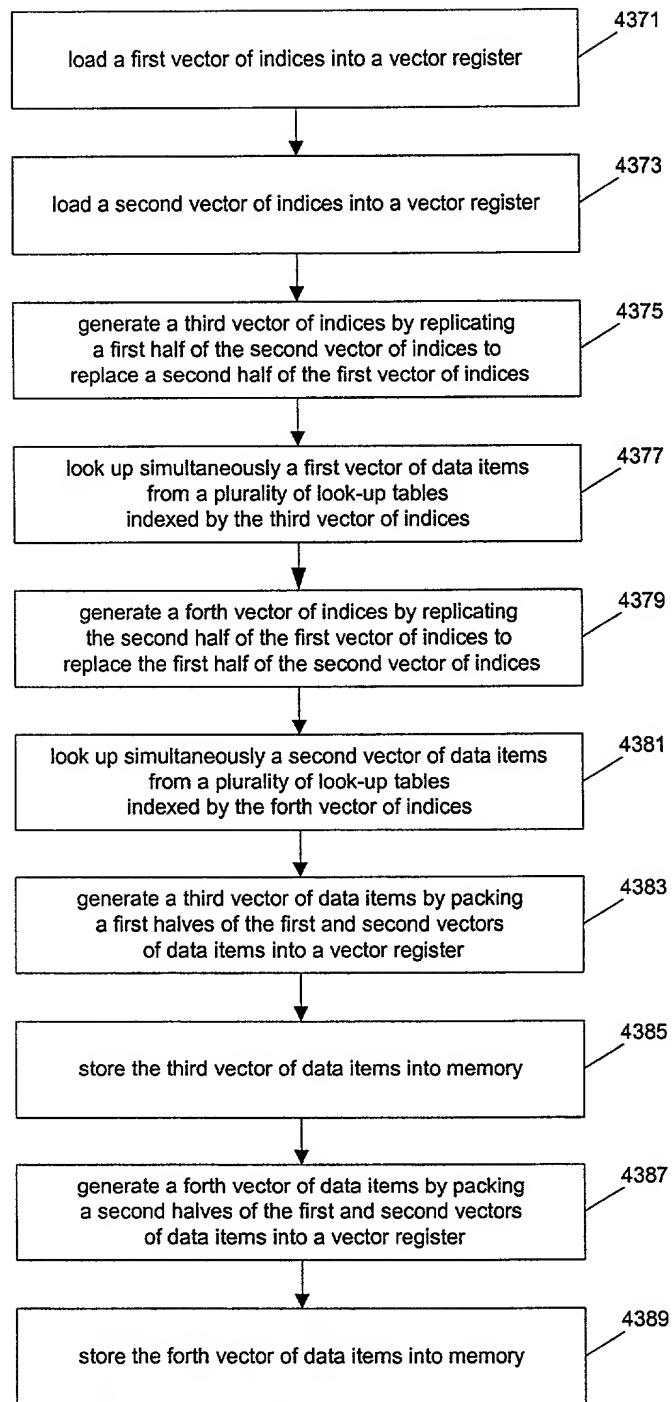 4371
load a first vector of indices into a vector register
4373
load a second vector of indices into a vector register
4375
generate a third vector of indices by replicating
a first half of the second vector of indices to
replace a second half of the first vector of indices
4377
look up simultaneously a first vector of data items
from a plurality of look-up tables
indexed by the third vector of indices
4379
generate a forth vector of indices by replicating
the second half of the first vector of indices to
replace the first half of the second vector of indices
4381
look up simultaneously a second vector of data items
from a plurality of look-up tables
indexed by the forth vector of indices
4383
generate a third vector of data items by packing
a first halves of the first and second vectors
of data items into a vector register
4385
store the third vector of data items into memory
4387
generate a forth vector of data items by packing
a second halves of the first and second vectors
of data items into a vector register
4389
store the forth vector of data items into memory